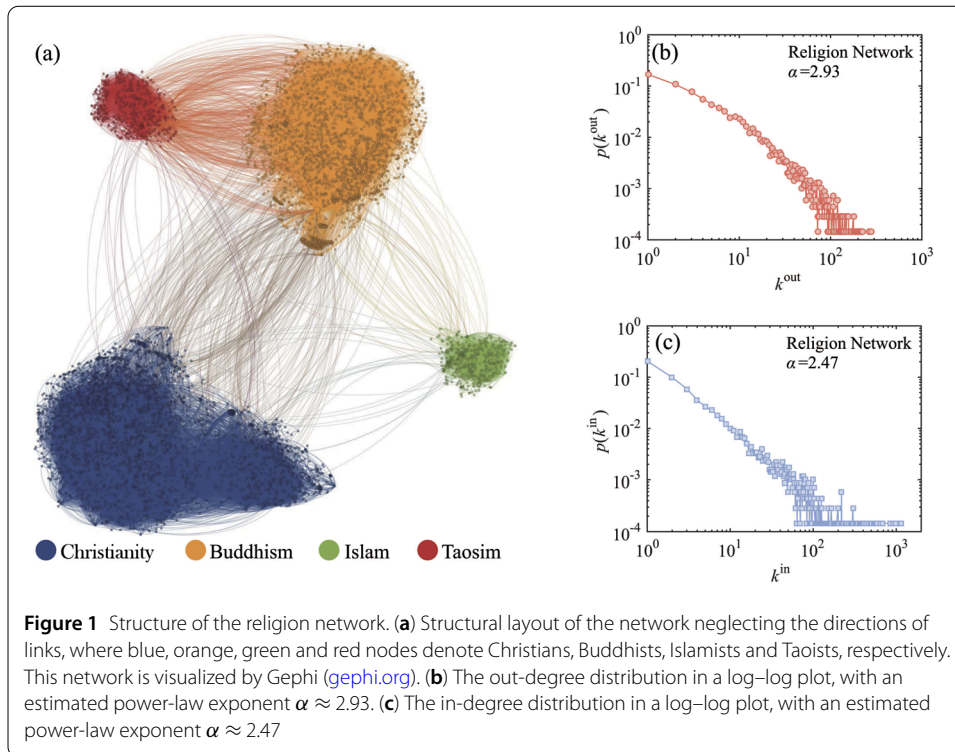 (a)
Christianity Buddhism Islam Taosim
(b)
Religion Network
α=2.93
10^0
10^-1
10^-2
10^-3
10^-4
p(k^out)
10^0 10^1 10^2 10^3
k^out
(c)
Religion Network
α=2.47
10^0
10^-1
10^-2
10^-3
10^-4
p(k^in)
10^0 10^1 10^2 10^3
k^in
Figure 1 Structure of the religion network. (a) Structural layout of the network neglecting the directions of
links, where blue, orange, green and red nodes denote Christians, Buddhists, Islamists and Taoists, respectively.
This network is visualized by Gephi (gephi.org). (b) The out-degree distribution in a log–log plot, with an
estimated power-law exponent α ≈ 2.93. (c) The in-degree distribution in a log–log plot, with an estimated
power-law exponent α ≈ 2.47